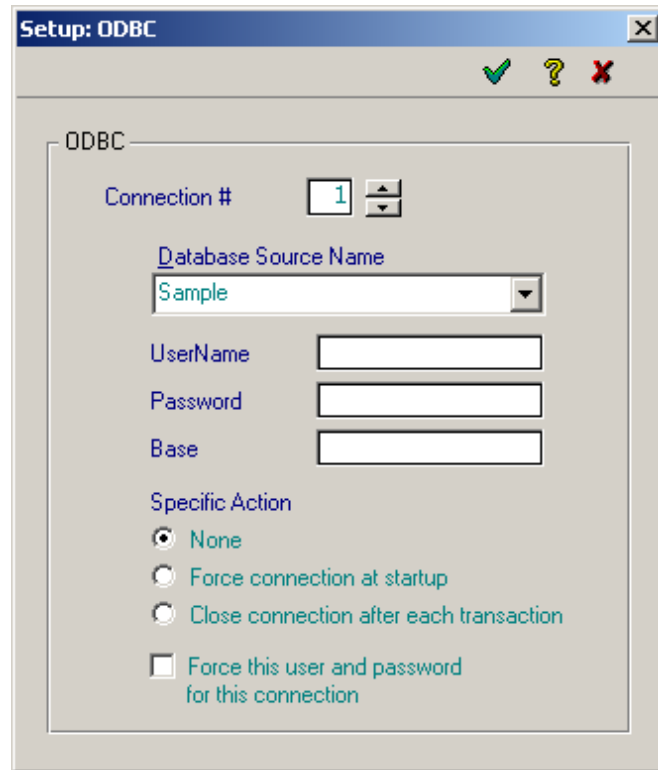 Setup: ODBC
ODBC
Connection # 1
Database Source Name
Sample
UserName
Password
Base
Specific Action
None
Force connection at startup
Close connection after each transaction
Force this user and password
for this connection